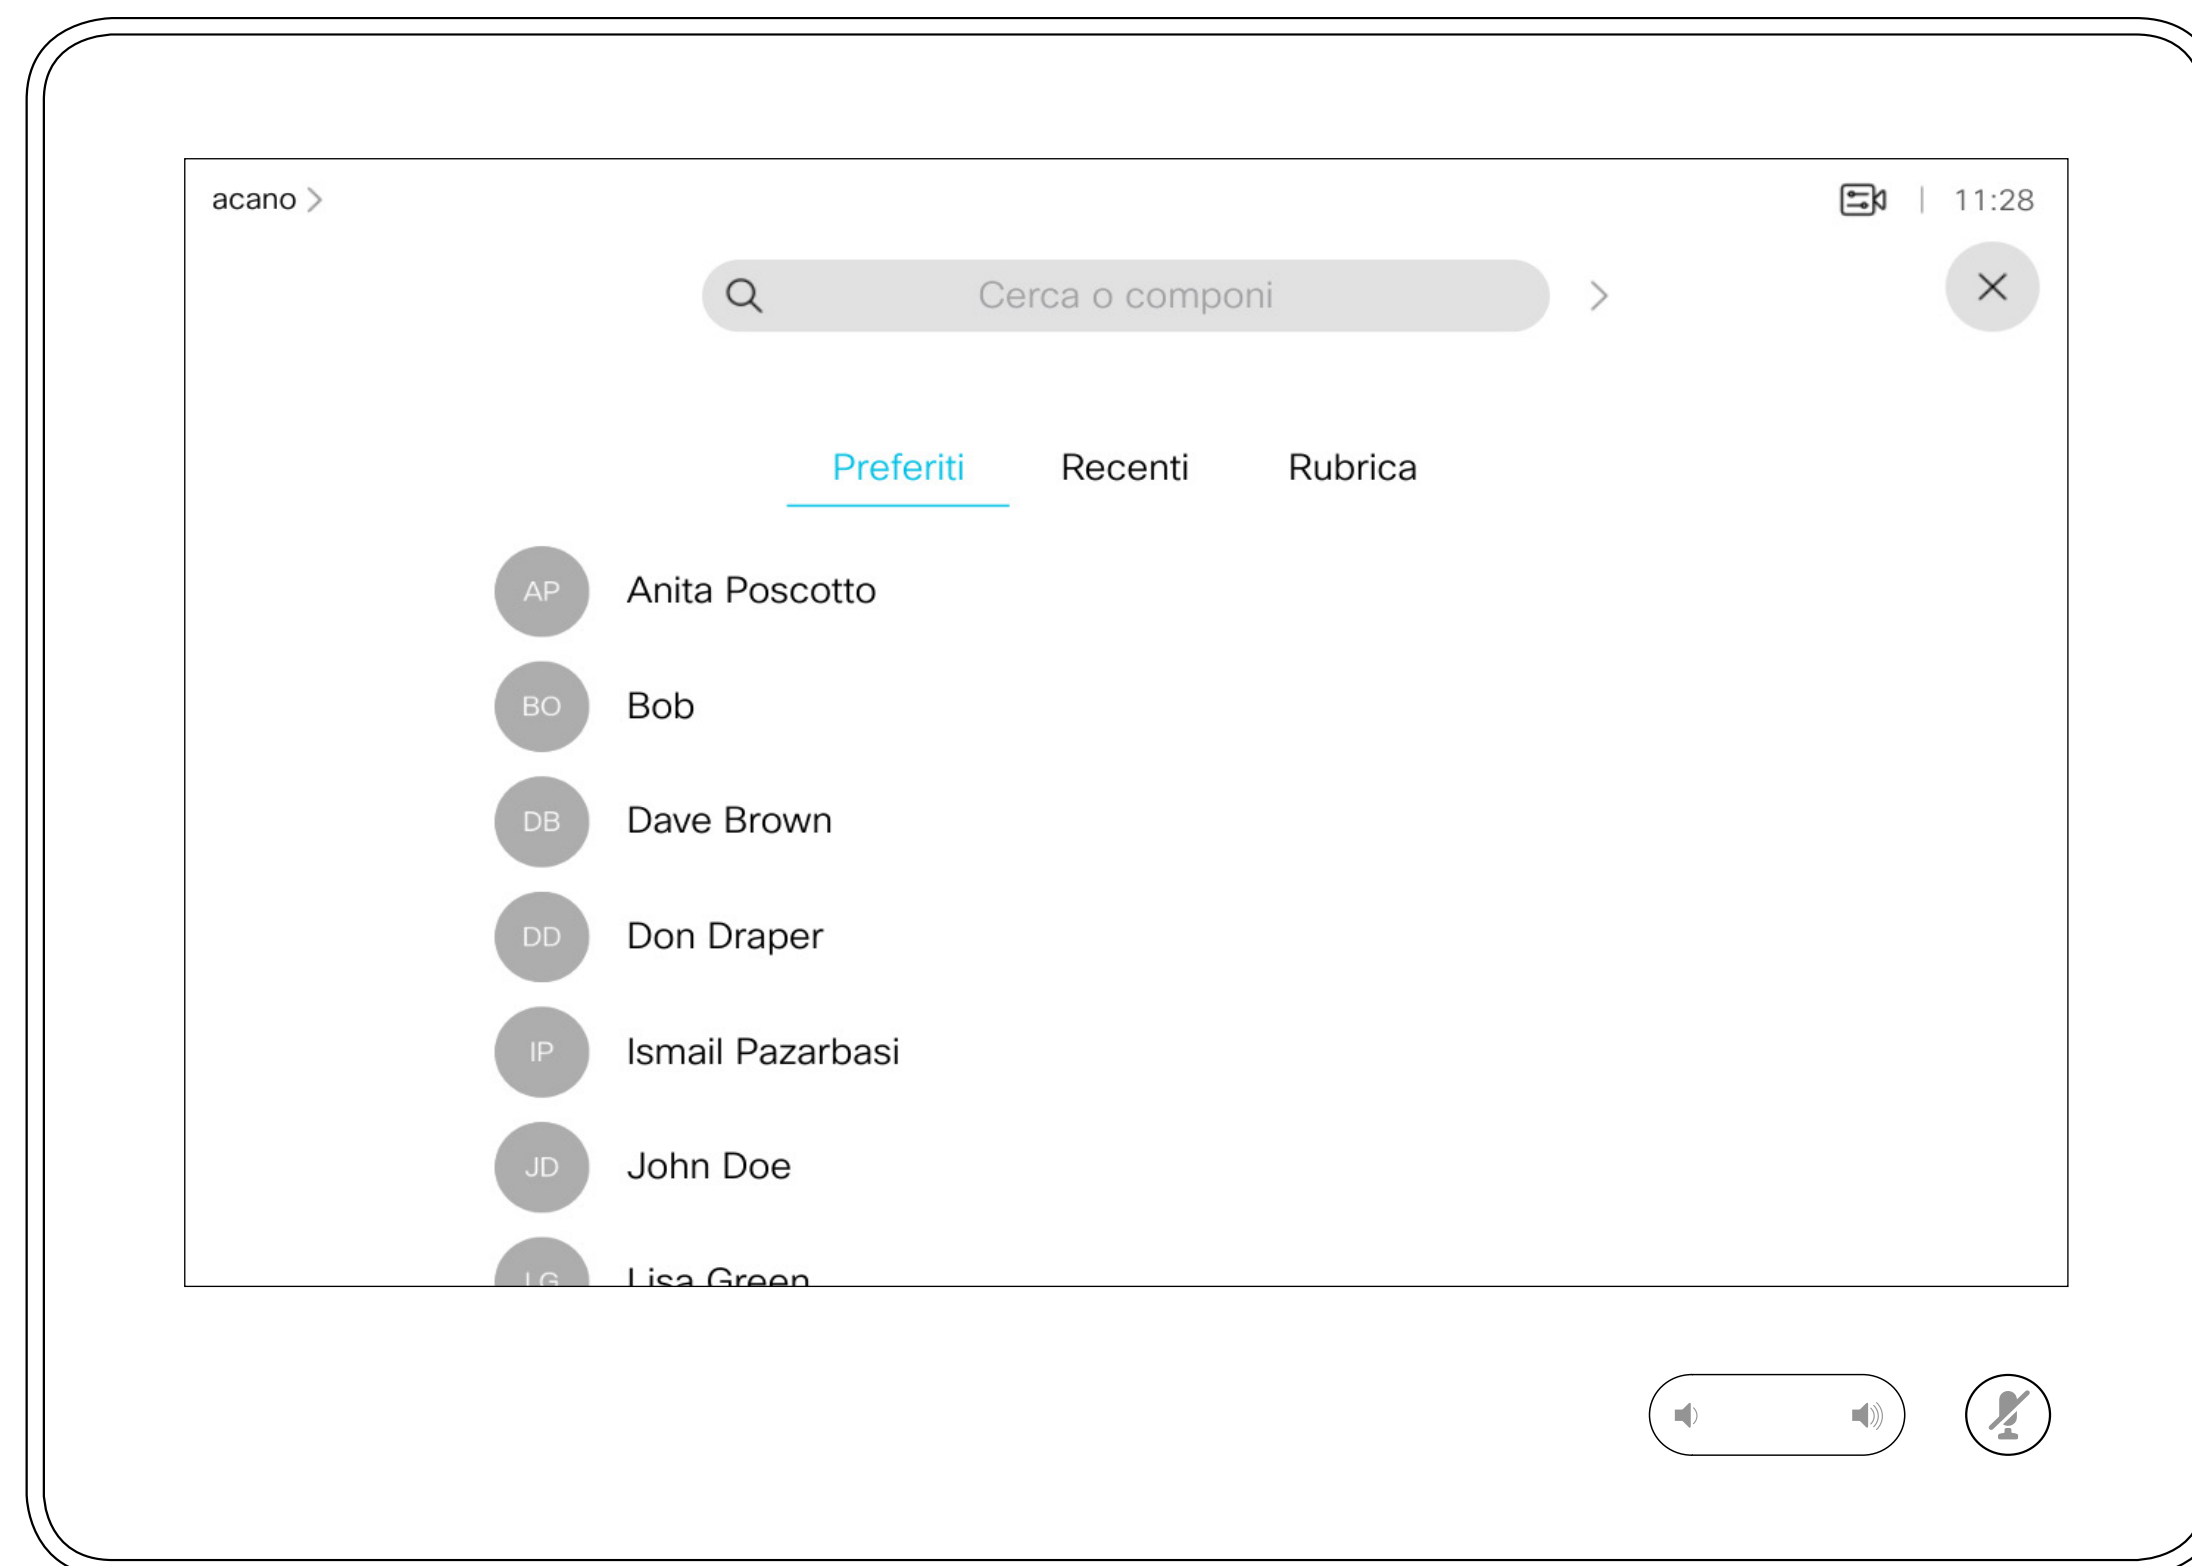 acano
11:28
Cerca o componi
Preferiti Recenti Rubrica
AP Anita Poscotto
BO Bob
DB Dave Brown
DD Don Draper
IP Ismail Pazarbasi
JD John Doe
LG Lisa Green